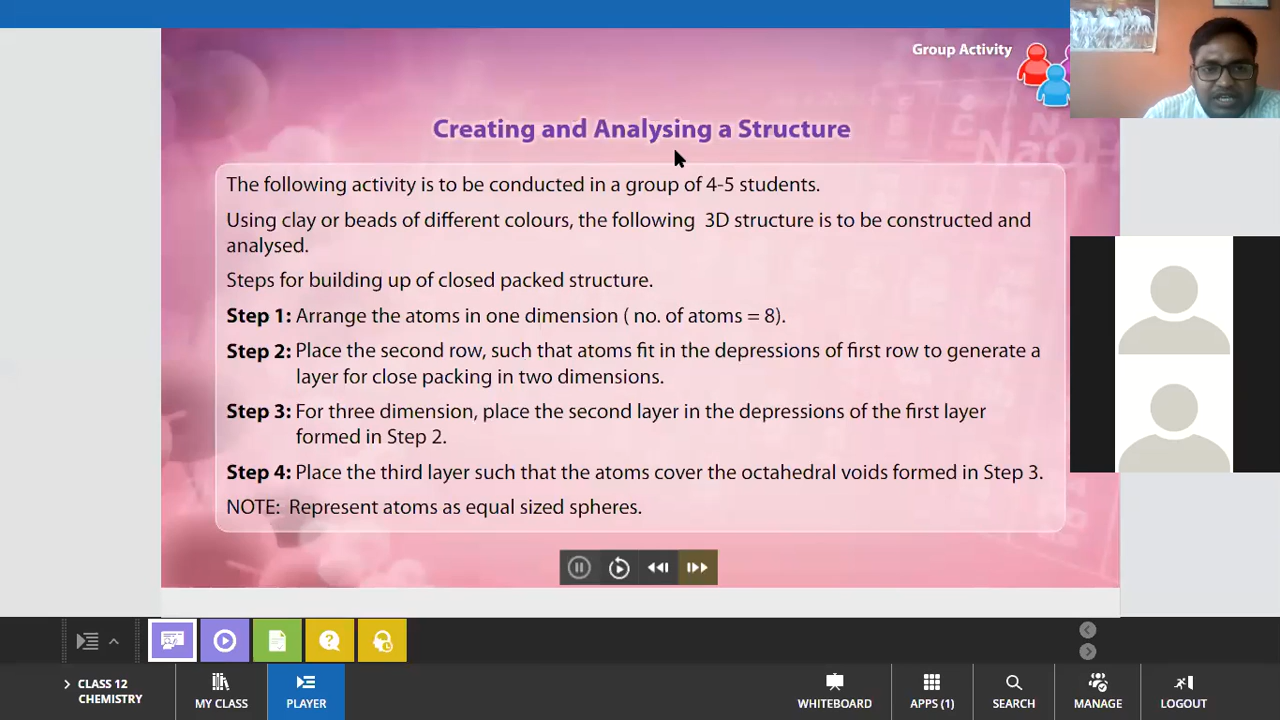 Group Activity
Creating and Analysing a Structure
The following activity is to be conducted in a group of 4-5 students.
Using clay or beads of different colours, the following 3D structure is to be constructed and
analysed.
Steps for building up of closed packed structure.
Step 1: Arrange the atoms in one dimension ( no. of atoms = 8).
Step 2: Place the second row, such that atoms fit in the depressions of first row to generate a
layer for close packing in two dimensions.
Step 3: For three dimension, place the second layer in the depressions of the first layer
formed in Step 2.
Step 4: Place the third layer such that the atoms cover the octahedral voids formed in Step 3.
NOTE: Represent atoms as equal sized spheres.
NaOH
CLASS 12
CHEMISTRY
MY CLASS
PLAYER
WHITEBOARD
APPS (1)
SEARCH
MANAGE
LOGOUT